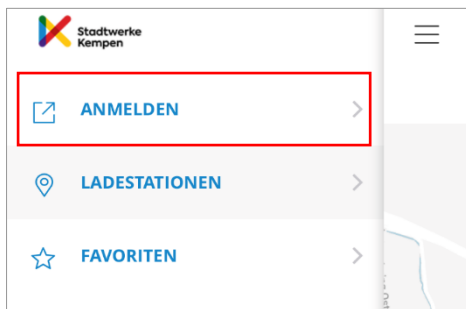 Stadtwerke
Kempen
ANMELDEN
LADESTATIONEN
FAVORITEN